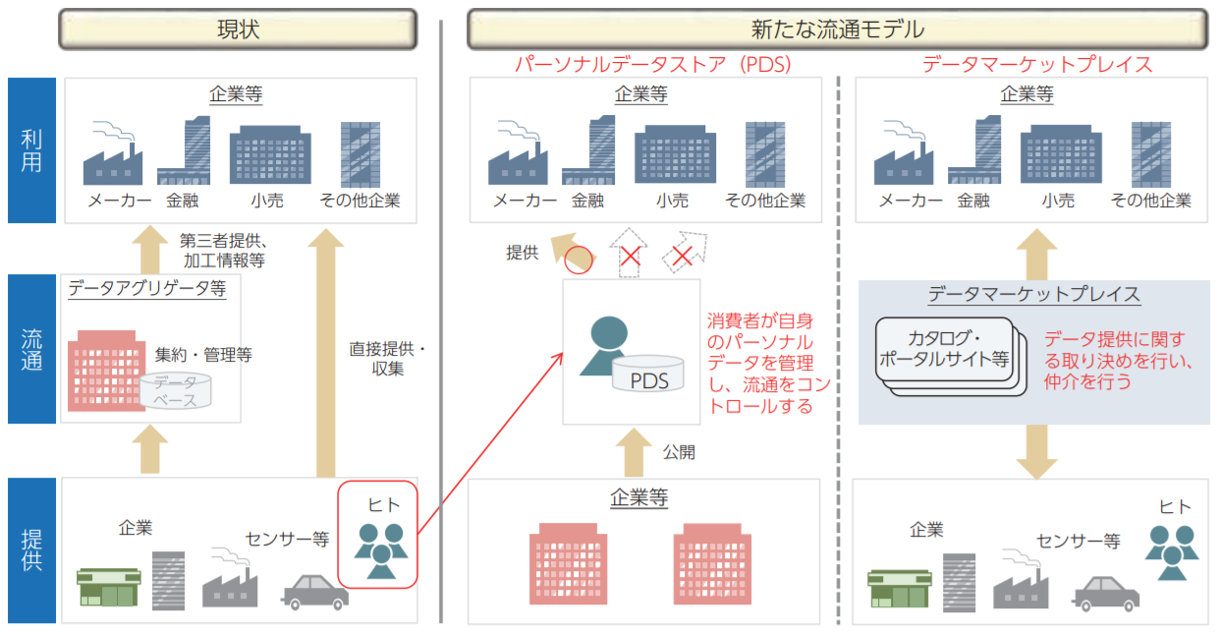 現状
新たな流通モデル
パーソナルデータストア（PDS）
データマーケットプレイス
利用
企業等
メーカー
金融
小売
その他企業
企業等
メーカー
金融
小売
その他企業
企業等
メーカー
金融
小売
その他企業
第三者提供、
加工情報等
提供
流通
データアグリゲータ等
集約・管理等
データ
ベース
直接提供・
収集
PDS
消費者が自身
のパーソナル
データを管理
し、流通をコン
トロールする
データマーケットプレイス
カタログ・
ポータルサイト等
データ提供に関す
る取り決めを行い、
仲介を行う
公開
提供
企業
センサー等
ヒト
企業等
企業
センサー等
ヒト